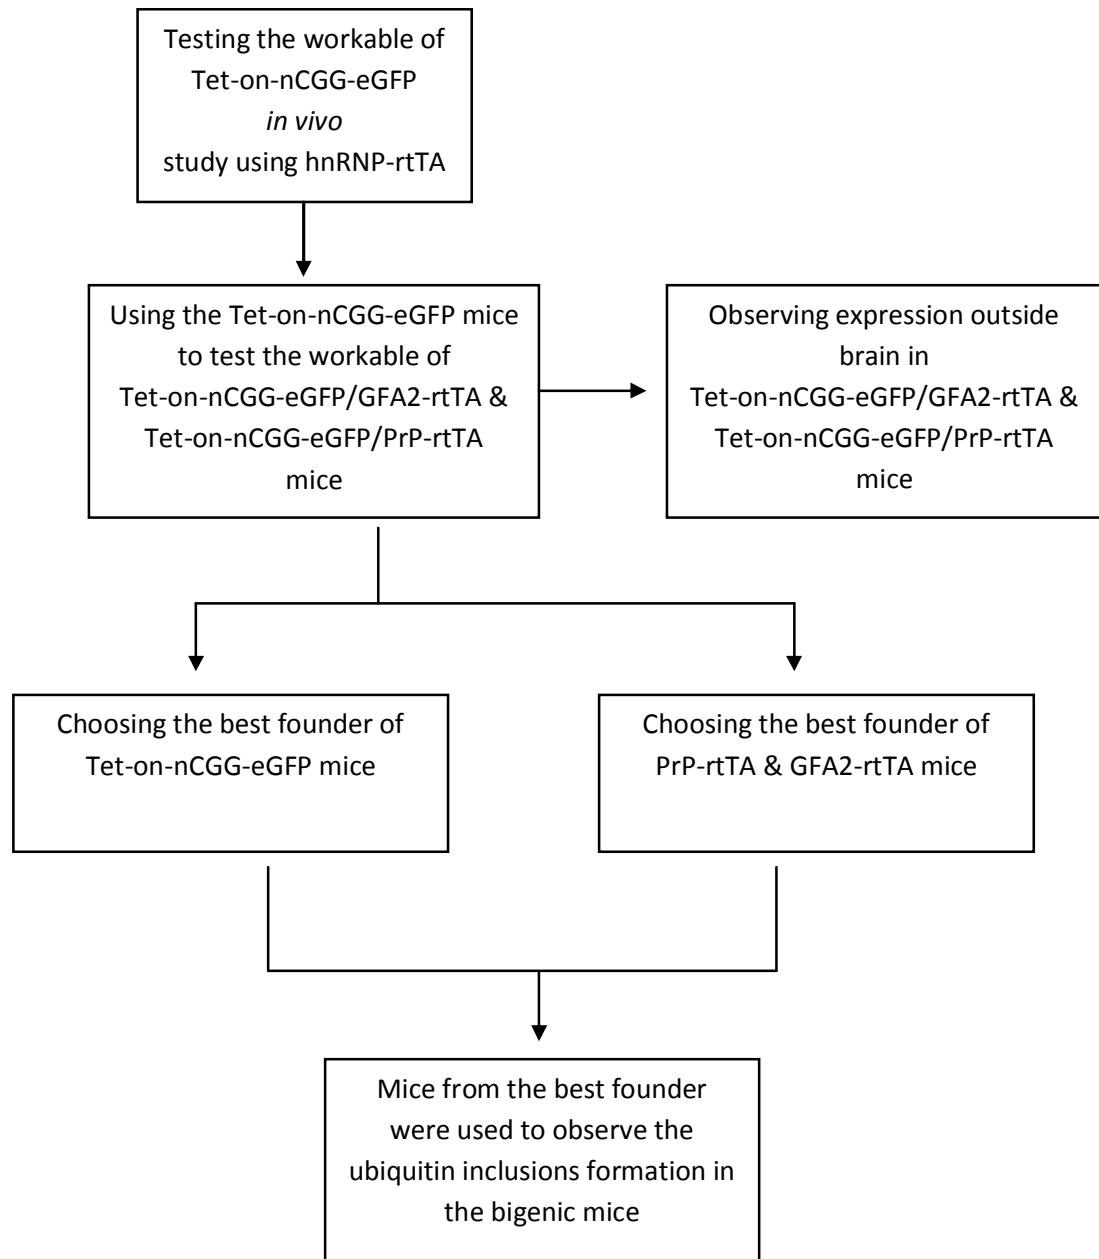 Testing the workable of
Tet-on-nCGG-eGFP
in vivo
study using hnRNP-rtTA
Using the Tet-on-nCGG-eGFP mice
to test the workable of
Tet-on-nCGG-eGFP/GFA2-rtTA &
Tet-on-nCGG-eGFP/PrP-rtTA
mice
Observing expression outside
brain in
Tet-on-nCGG-eGFP/GFA2-rtTA &
Tet-on-nCGG-eGFP/PrP-rtTA
mice
Choosing the best founder of
Tet-on-nCGG-eGFP mice
Choosing the best founder of
PrP-rtTA & GFA2-rtTA mice
Mice from the best founder
were used to observe the
ubiquitin inclusions formation in
the bigenic mice